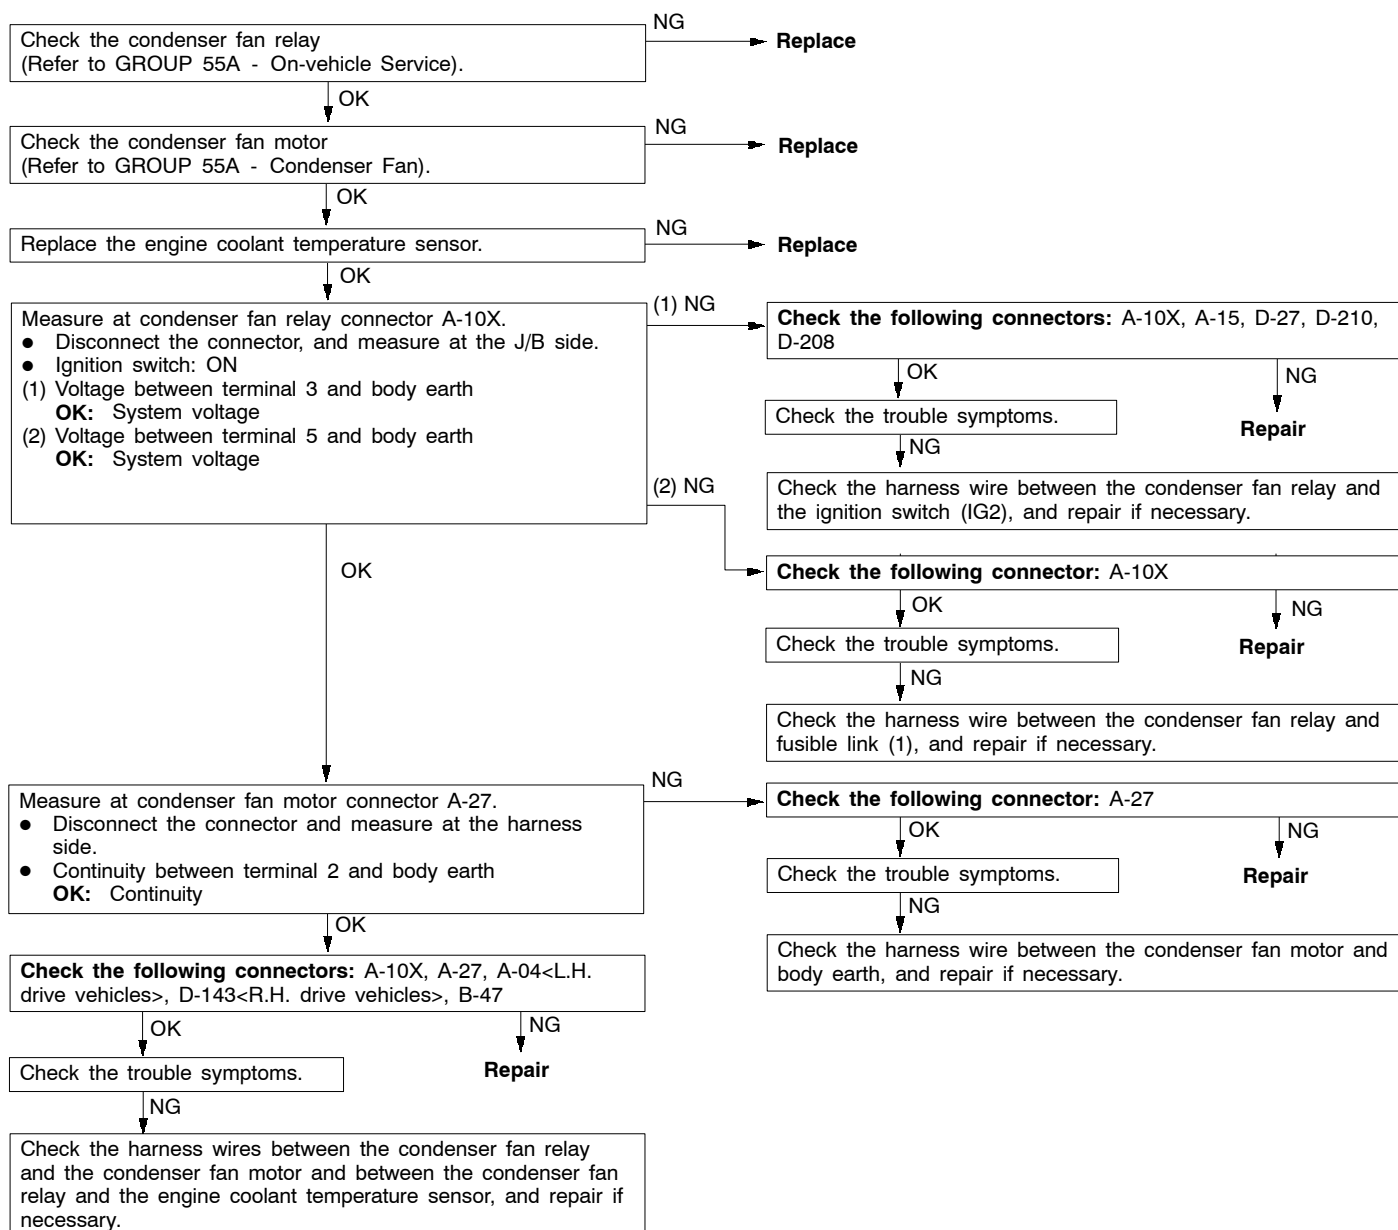 Check the condenser fan relay
(Refer to GROUP 55A - On-vehicle Service).
NG
Replace
OK
Check the condenser fan motor
(Refer to GROUP 55A - Condenser Fan).
NG
Replace
OK
Replace the engine coolant temperature sensor.
NG
Replace
OK
Measure at condenser fan relay connector A-10X.
● Disconnect the connector, and measure at the J/B side.
● Ignition switch: ON
(1) Voltage between terminal 3 and body earth
OK: System voltage
(2) Voltage between terminal 5 and body earth
OK: System voltage
(1) NG
Check the following connectors: A-10X, A-15, D-27, D-210,
D-208
OK
NG
Check the trouble symptoms.
Repair
NG
Check the harness wire between the condenser fan relay and
the ignition switch (IG2), and repair if necessary.
(2) NG
Check the following connector: A-10X
OK
NG
Check the trouble symptoms.
Repair
NG
Check the harness wire between the condenser fan relay and
fusible link (1), and repair if necessary.
OK
Measure at condenser fan motor connector A-27.
● Disconnect the connector and measure at the harness
side.
● Continuity between terminal 2 and body earth
OK: Continuity
NG
Check the following connector: A-27
OK
NG
Check the trouble symptoms.
Repair
NG
Check the harness wire between the condenser fan motor and
body earth, and repair if necessary.
OK
Check the following connectors: A-10X, A-27, A-04<L.H.
drive vehicles>, D-143<R.H. drive vehicles>, B-47
OK
NG
Check the trouble symptoms.
Repair
NG
Check the harness wires between the condenser fan relay
and the condenser fan motor and between the condenser fan
relay and the engine coolant temperature sensor, and repair if
necessary.